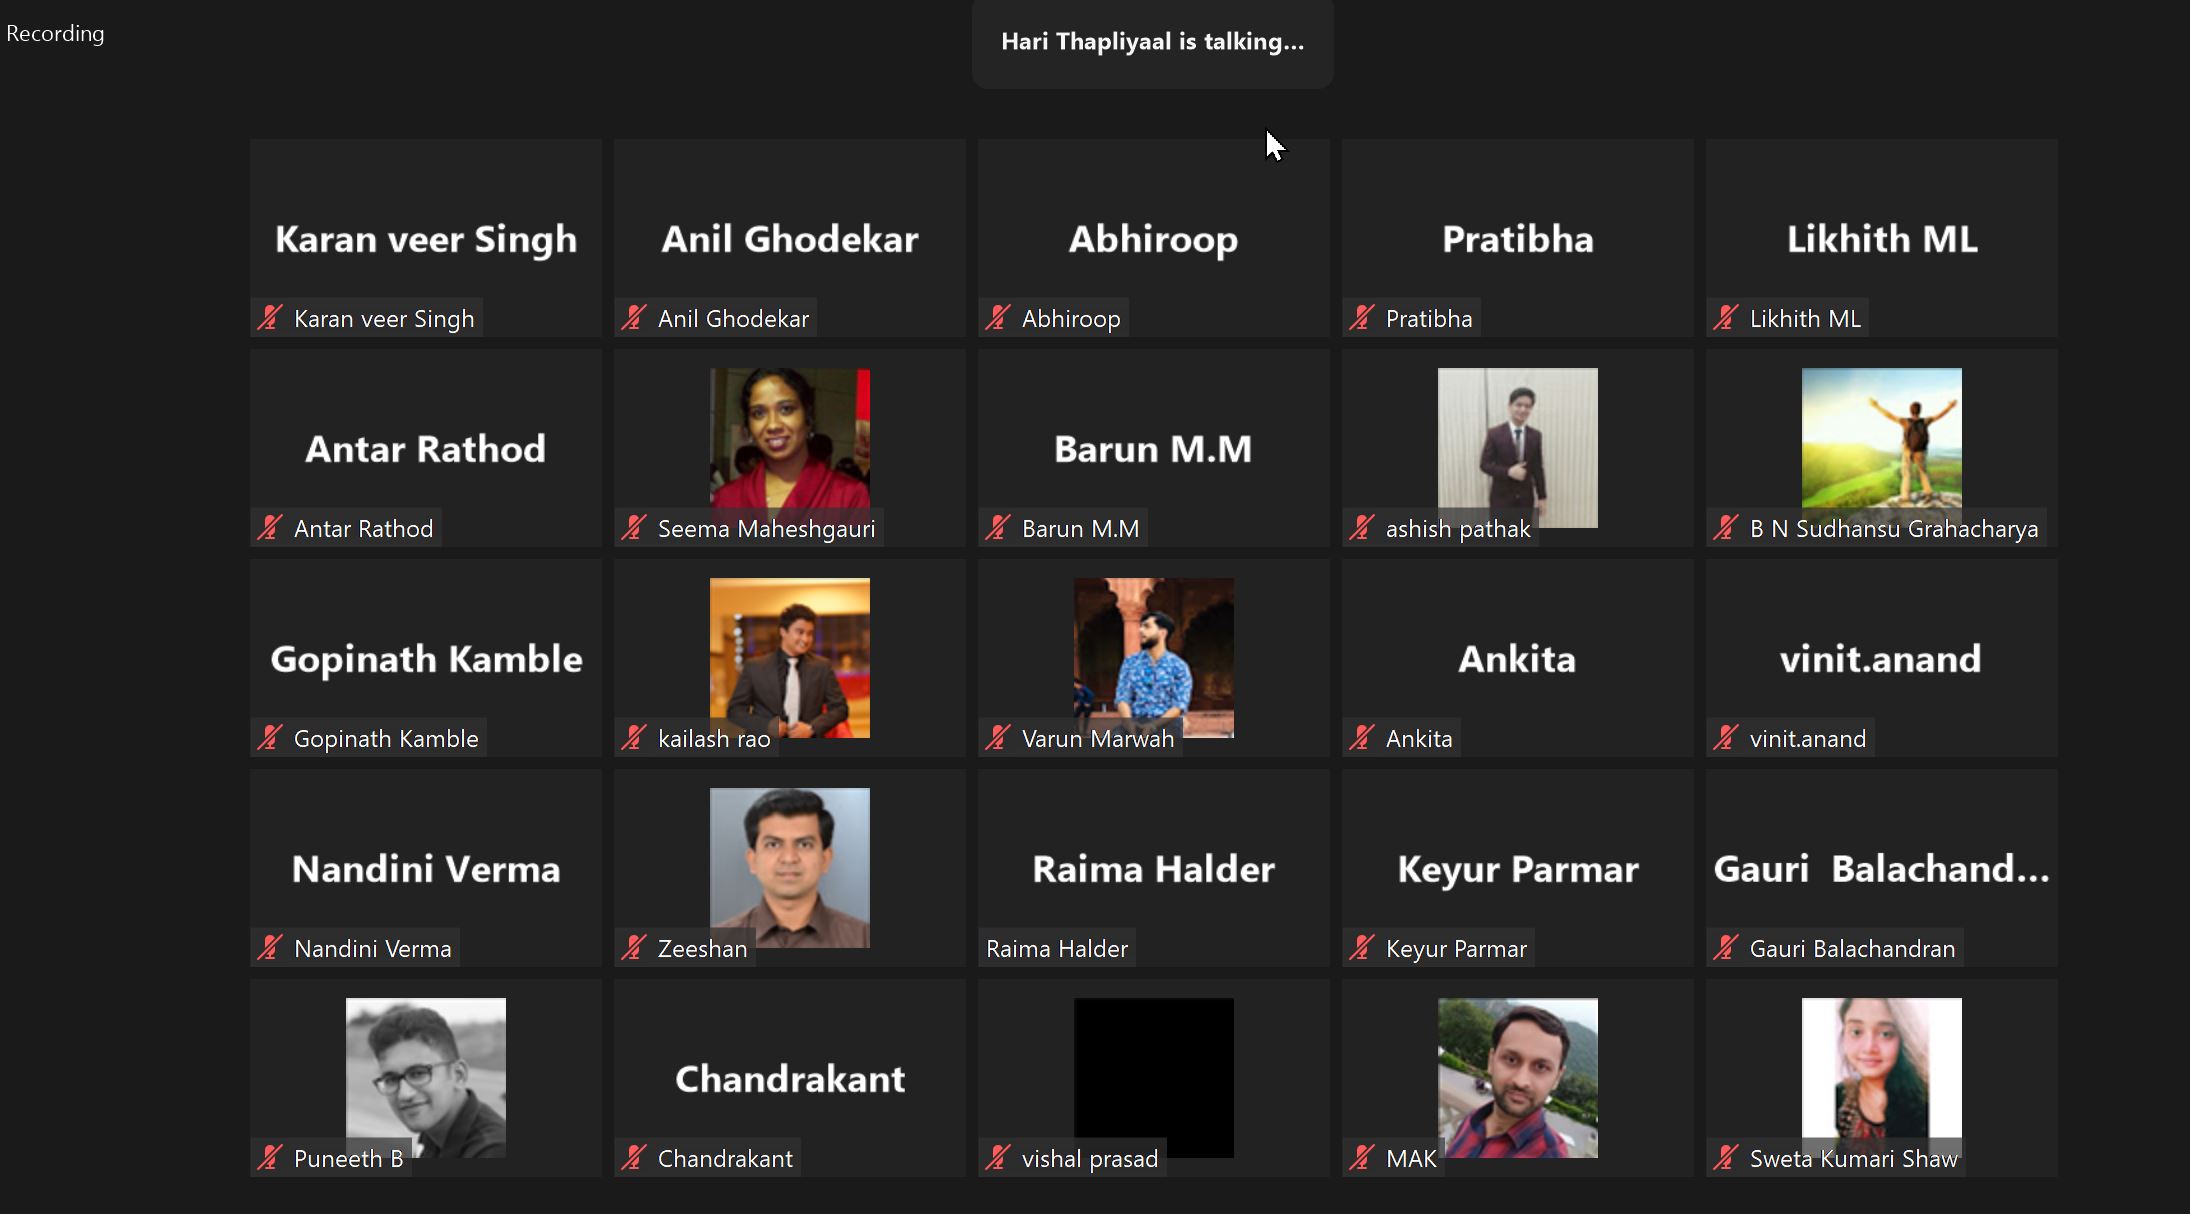 Recording
Hari Thapliyaal is talking...
Karan veer Singh
Karan veer Singh
Anil Ghodekar
Anil Ghodekar
Abhiroop
Abhiroop
Pratibha
Pratibha
Likhith ML
Likhith ML
Antar Rathod
Antar Rathod
Seema Maheshgauri
Barun M.M
Barun M.M
ashish pathak
B N Sudhansu Grahacharya
Gopinath Kamble
Gopinath Kamble
kailash rao
Varun Marwah
Ankita
Ankita
vinit.anand
vinit.anand
Nandini Verma
Nandini Verma
Zeeshan
Raima Halder
Raima Halder
Keyur Parmar
Keyur Parmar
Gauri  Balachand...
Gauri Balachandran
Puneeth B
Chandrakant
Chandrakant
vishal prasad
MAK
Sweta Kumari Shaw